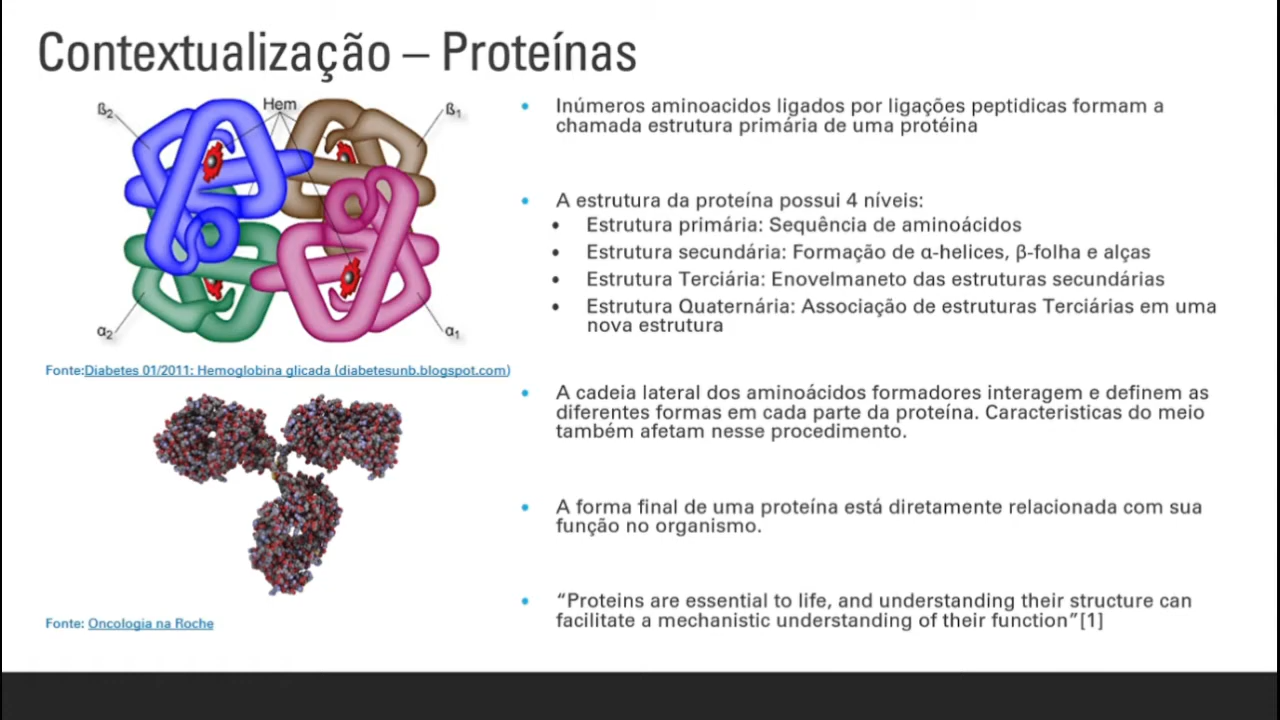 Contextualização – Proteínas
ß2
Hem
ß1
α2
α1
Fonte:Diabetes 01/2011: Hemoglobina glicada (diabetesunb.blogspot.com)
Fonte: Oncologia na Roche
• Inúmeros aminoacidos ligados por ligações peptidicas formam a
chamada estrutura primária de uma protéina
• A estrutura da proteína possui 4 níveis:
• Estrutura primária: Sequência de aminoácidos
• Estrutura secundária: Formação de α-helices, β-folha e alças
• Estrutura Terciária: Enovelmaneto das estruturas secundárias
• Estrutura Quaternária: Associação de estruturas Terciárias em uma
nova estrutura
• A cadeia lateral dos aminoácidos formadores interagem e definem as
diferentes formas em cada parte da proteína. Caracteristicas do meio
também afetam nesse procedimento.
• A forma final de uma proteína está diretamente relacionada com sua
função no organismo.
• “Proteins are essential to life, and understanding their structure can
facilitate a mechanistic understanding of their function”[1]